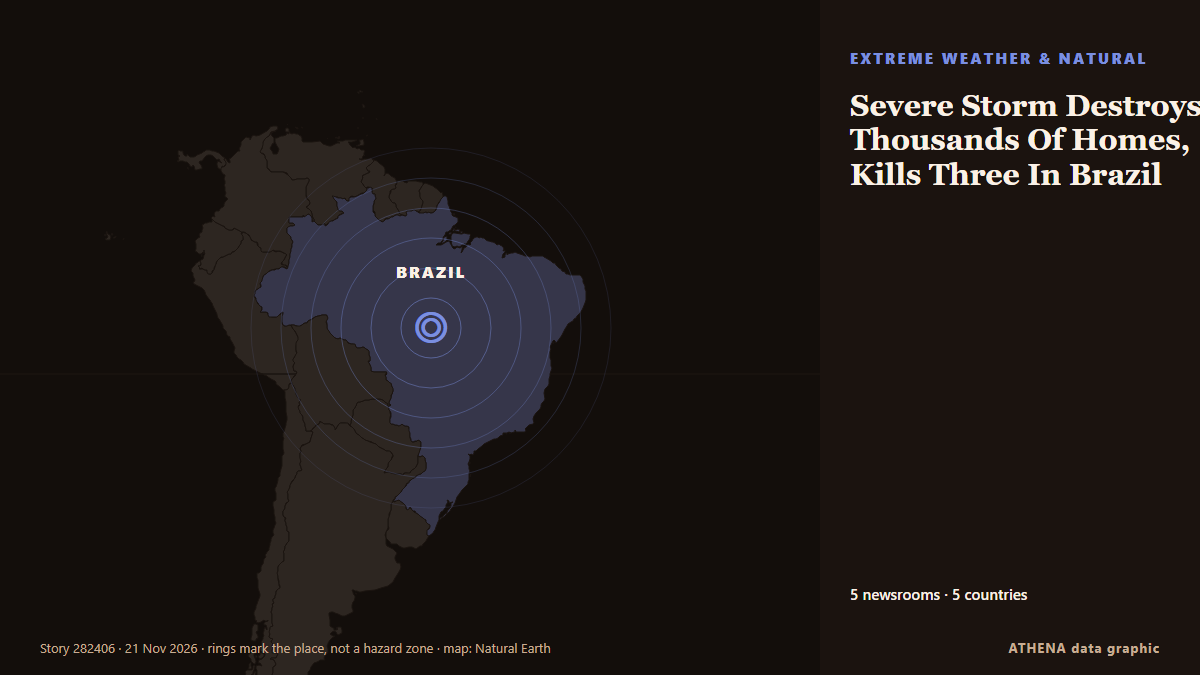 EXTREME WEATHER & NATURAL
Severe Storm Destroys
Thousands Of Homes,
Kills Three In Brazil
BRAZIL
5 newsrooms · 5 countries
Story 282406 · 21 Nov 2026 · rings mark the place, not a hazard zone · map: Natural Earth
ATHENA data graphic